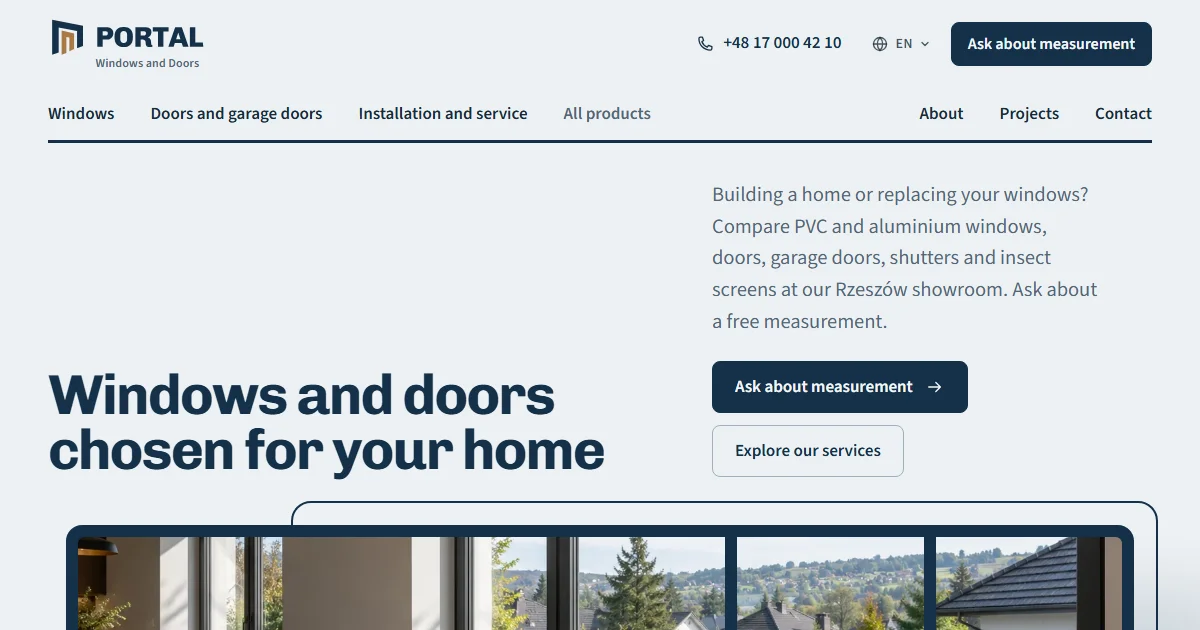 PORTAL
Windows and Doors
+48 17 000 42 10
EN
Ask about measurement
Windows
Doors and garage doors
Installation and service
All products
About
Projects
Contact
Building a home or replacing your windows?
Compare PVC and aluminium windows,
doors, garage doors, shutters and insect
screens at our Rzeszów showroom. Ask about
a free measurement.
Windows and doors
chosen for your home
Ask about measurement
Explore our services